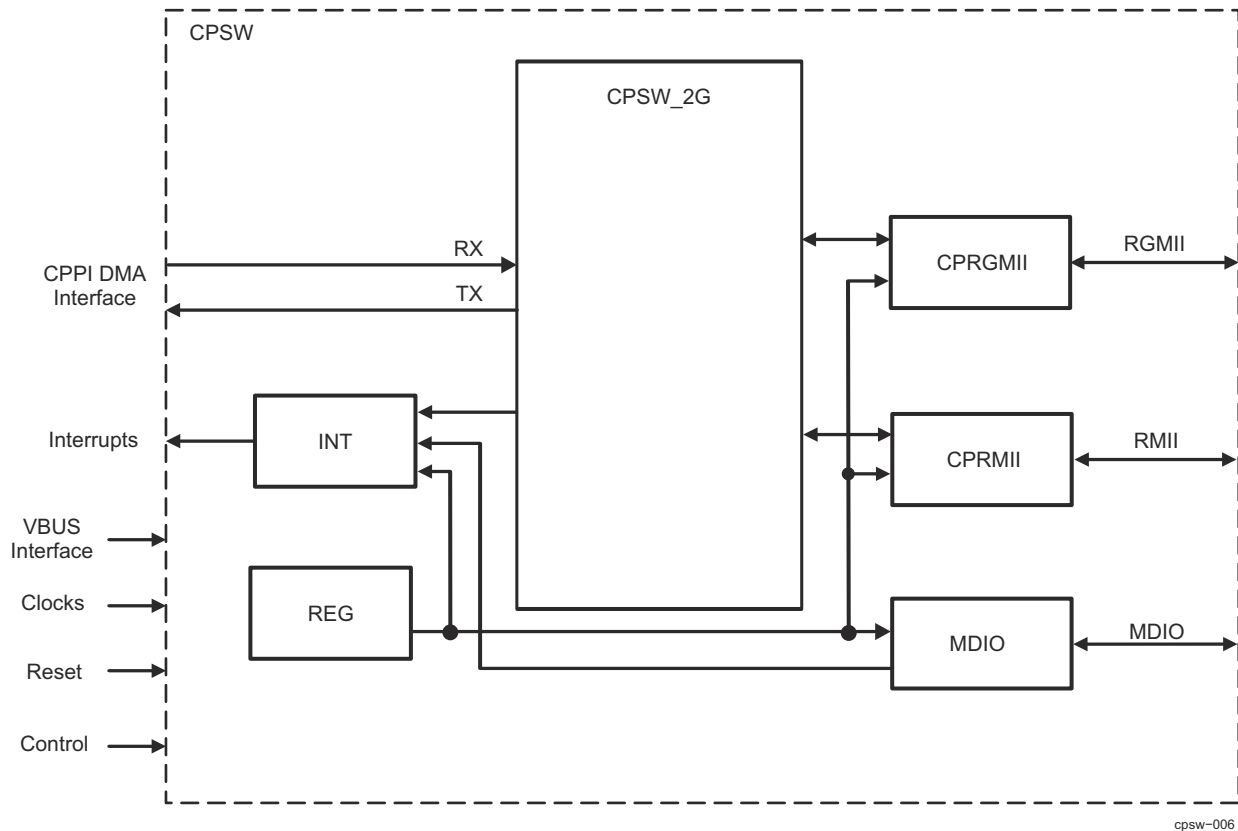 CPSW
CPSW_2G
RX
CPPI DMA
Interface
TX
CPRGMII
RGMII
Interrupts
INT
CPRMII
RMII
VBUS
Interface
Clocks
REG
MDIO
MDIO
Reset
Control
cpsw−006